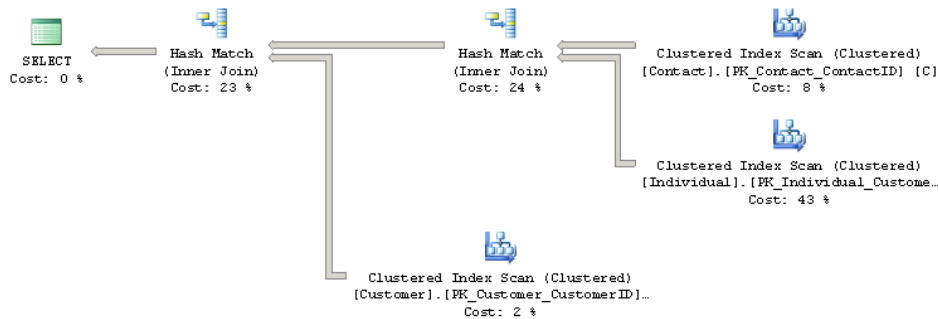 SELECT
Cost: 0 %
Hash Match
(Inner Join)
Cost: 23 %
Hash Match
(Inner Join)
Cost: 24 %
Clustered Index Scan (Clustered)
[Contact].[PK_Contact_ContactID] [C]
Cost: 8 %
Clustered Index Scan (Clustered)
[Individual].[PK_Individual_Custome…
Cost: 43 %
Clustered Index Scan (Clustered)
[Customer].[PK_Customer_CustomerID]…
Cost: 2 %